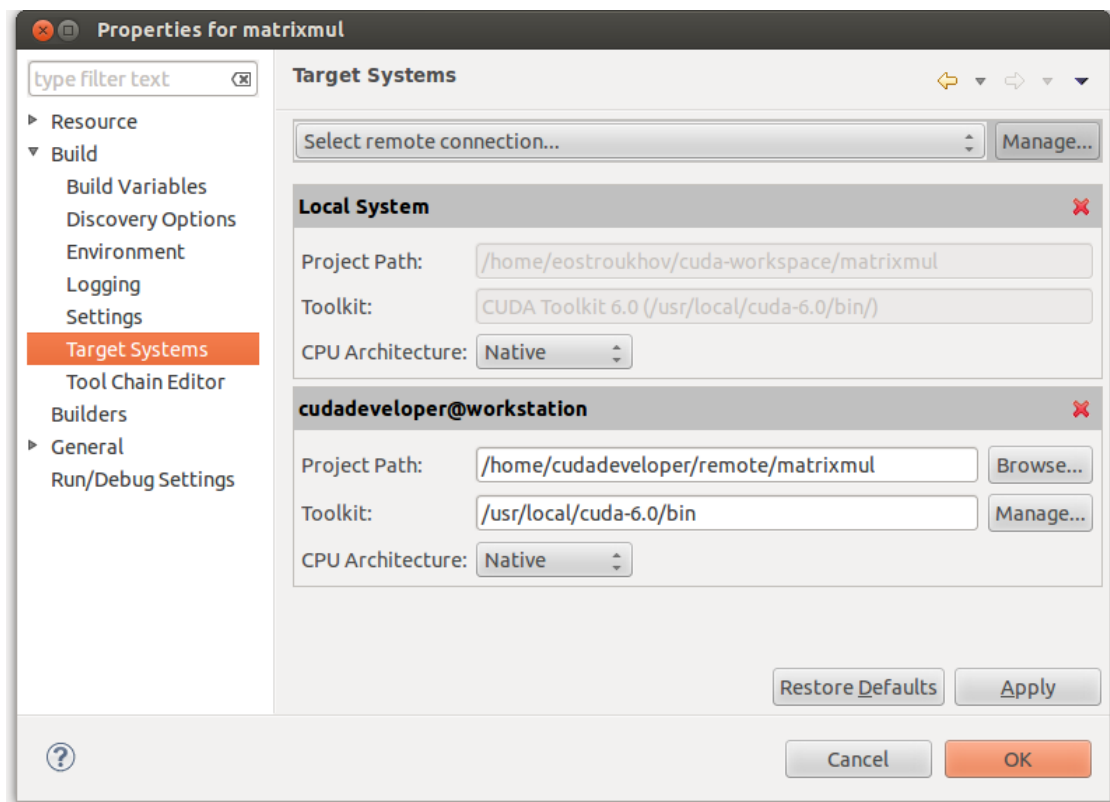 Properties for matrixmul
type filter text
Resource
Build
Build Variables
Discovery Options
Environment
Logging
Settings
Target Systems
Tool Chain Editor
Builders
General
Run/Debug Settings
Target Systems
Select remote connection... Manage...
Local System
Project Path: /home/eostroukhov/cuda-workspace/matrixmul
Toolkit: CUDA Toolkit 6.0 (/usr/local/cuda-6.0/bin/)
CPU Architecture: Native
cudadeveloper@workstation
Project Path: /home/cudadeveloper/remote/matrixmul Browse...
Toolkit: /usr/local/cuda-6.0/bin Manage...
CPU Architecture: Native
Restore Defaults Apply
? Cancel OK